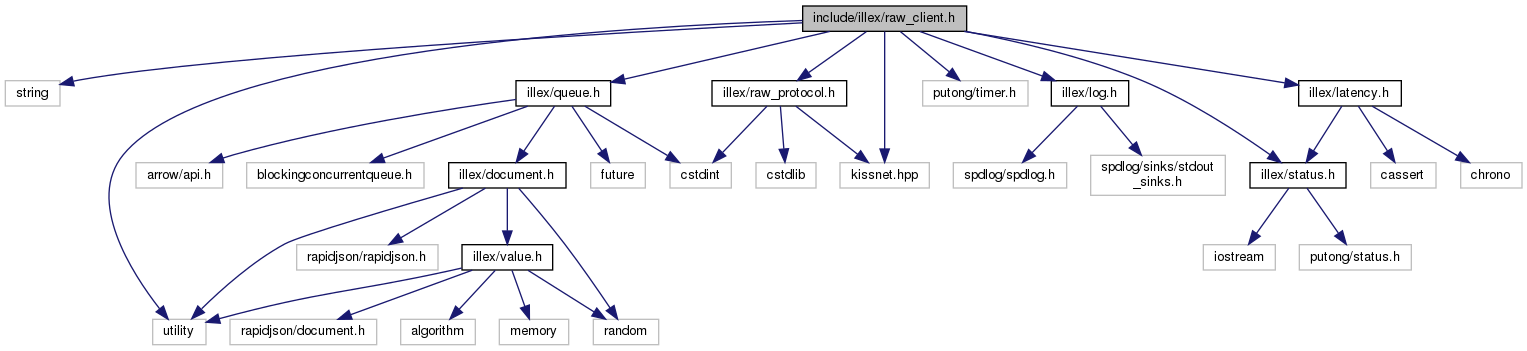 include/illex/raw_client.h
string
illex/queue.h
illex/raw_protocol.h
putong/timer.h
illex/log.h
illex/latency.h
arrow/api.h
blockingconcurrentqueue.h
illex/document.h
future
cstdint
cstdlib
kissnet.hpp
spdlog/spdlog.h
spdlog/sinks/stdout
_sinks.h
illex/status.h
cassert
chrono
rapidjson/rapidjson.h
illex/value.h
iostream
putong/status.h
utility
rapidjson/document.h
algorithm
memory
random